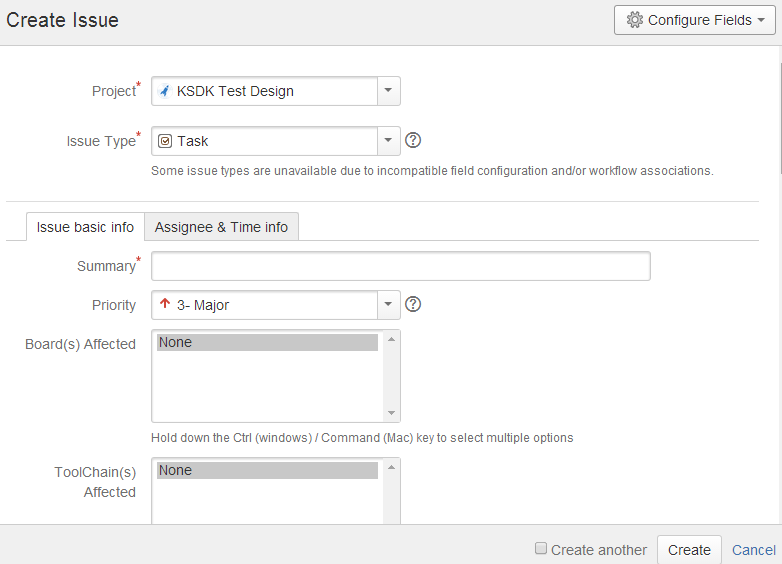 Create Issue
Configure Fields
Project*
KSDK Test Design
Issue Type*
Task
Some issue types are unavailable due to incompatible field configuration and/or workflow associations.
Issue basic info
Assignee & Time info
Summary*
Priority
3- Major
Board(s) Affected
None
Hold down the Ctrl (windows) / Command (Mac) key to select multiple options
ToolChain(s)
Affected
None
Create another
Create
Cancel